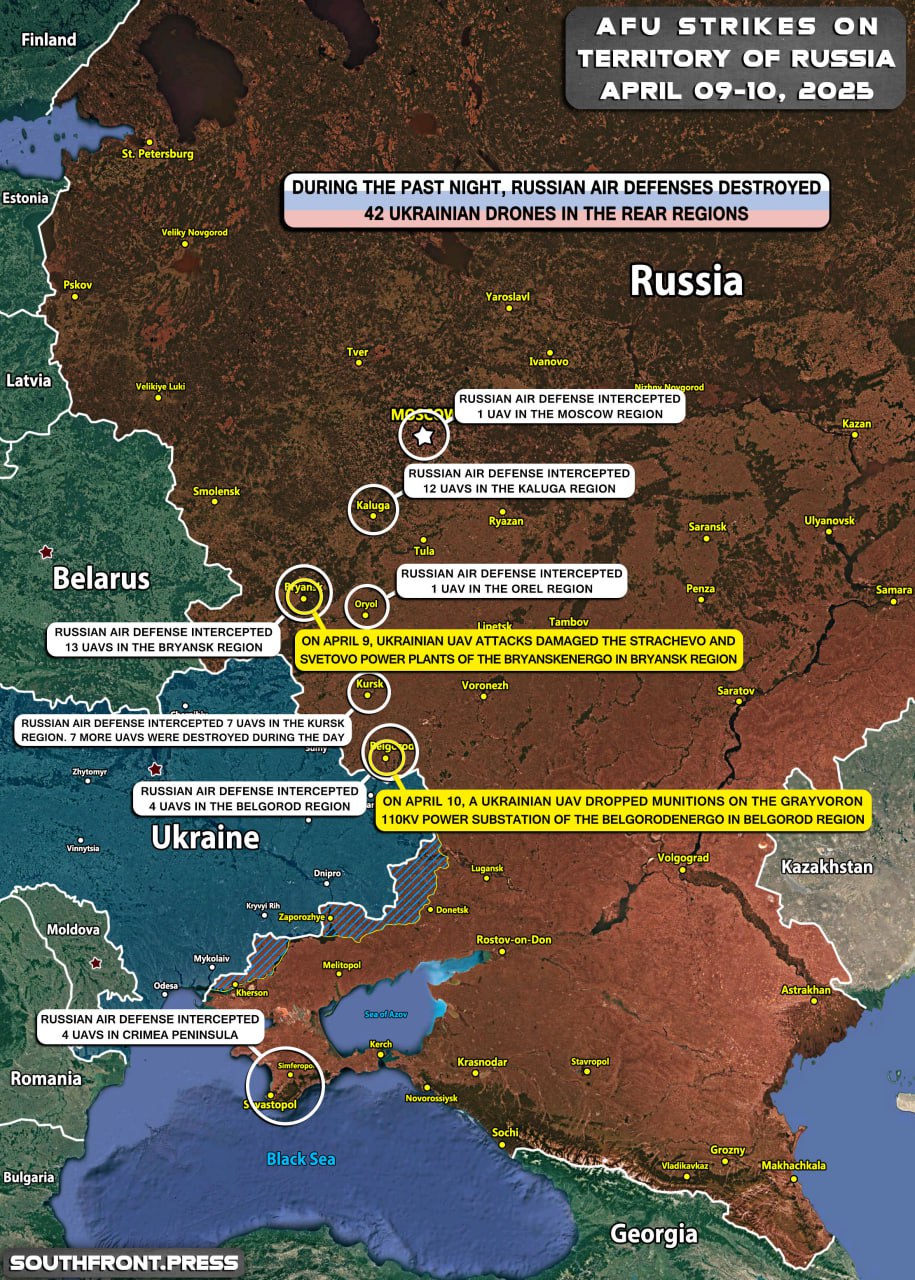 AFU STRIKES ON
TERRITORY OF RUSSIA
APRIL 09-10, 2025
Finland
St. Petersburg
Estonia
DURING THE PAST NIGHT, RUSSIAN AIR DEFENSES DESTROYED
42 UKRAINIAN DRONES IN THE REAR REGIONS
Veliky Novgorod
Russia
Pskov
Yaroslavl
Tver
Ivanovo
Latvia
Velikiye Luki
Nizhny Novgorod
RUSSIAN AIR DEFENSE INTERCEPTED
1 UAV IN THE MOSCOW REGION
MOSCOW
Kazan
RUSSIAN AIR DEFENSE INTERCEPTED
12 UAVS IN THE KALUGA REGION
Smolensk
Kaluga
Ryazan
Saransk
Ulyanovsk
Tula
Belarus
RUSSIAN AIR DEFENSE INTERCEPTED
1 UAV IN THE OREL REGION
Bryansk
Oryol
Penza
Samara
Lipetsk
Tambov
RUSSIAN AIR DEFENSE INTERCEPTED
13 UAVS IN THE BRYANSK REGION
ON APRIL 9, UKRAINIAN UAV ATTACKS DAMAGED THE STRACHEVO AND
SVETOVO POWER PLANTS OF THE BRYANSKENERGO IN BRYANSK REGION
Kursk
Voronezh
Saratov
RUSSIAN AIR DEFENSE INTERCEPTED 7 UAVS IN THE KURSK
REGION. 7 MORE UAVS WERE DESTROYED DURING THE DAY
Sumy
Belgorod
Zhytomyr
RUSSIAN AIR DEFENSE INTERCEPTED
4 UAVS IN THE BELGOROD REGION
ON APRIL 10, A UKRAINIAN UAV DROPPED MUNITIONS ON THE GRAYVORON
110KV POWER SUBSTATION OF THE BELGORODENERGO IN BELGOROD REGION
Ukraine
Vinnytsia
Volgograd
Kazakhstan
Lugansk
Dnipro
Kryvyi Rih
Zaporozhye
Donetsk
Moldova
Rostov-on-Don
Mykolaiv
Melitopol
Odesa
Kherson
Astrakhan
RUSSIAN AIR DEFENSE INTERCEPTED
4 UAVS IN CRIMEA PENINSULA
Sea of Azov
Kerch
Romania
Simferopol
Krasnodar
Stavropol
Sevastopol
Novorossiysk
Sochi
Black Sea
Grozny
Vladikavkaz
Makhachkala
Bulgaria
Georgia
SOUTHFRONT.PRESS